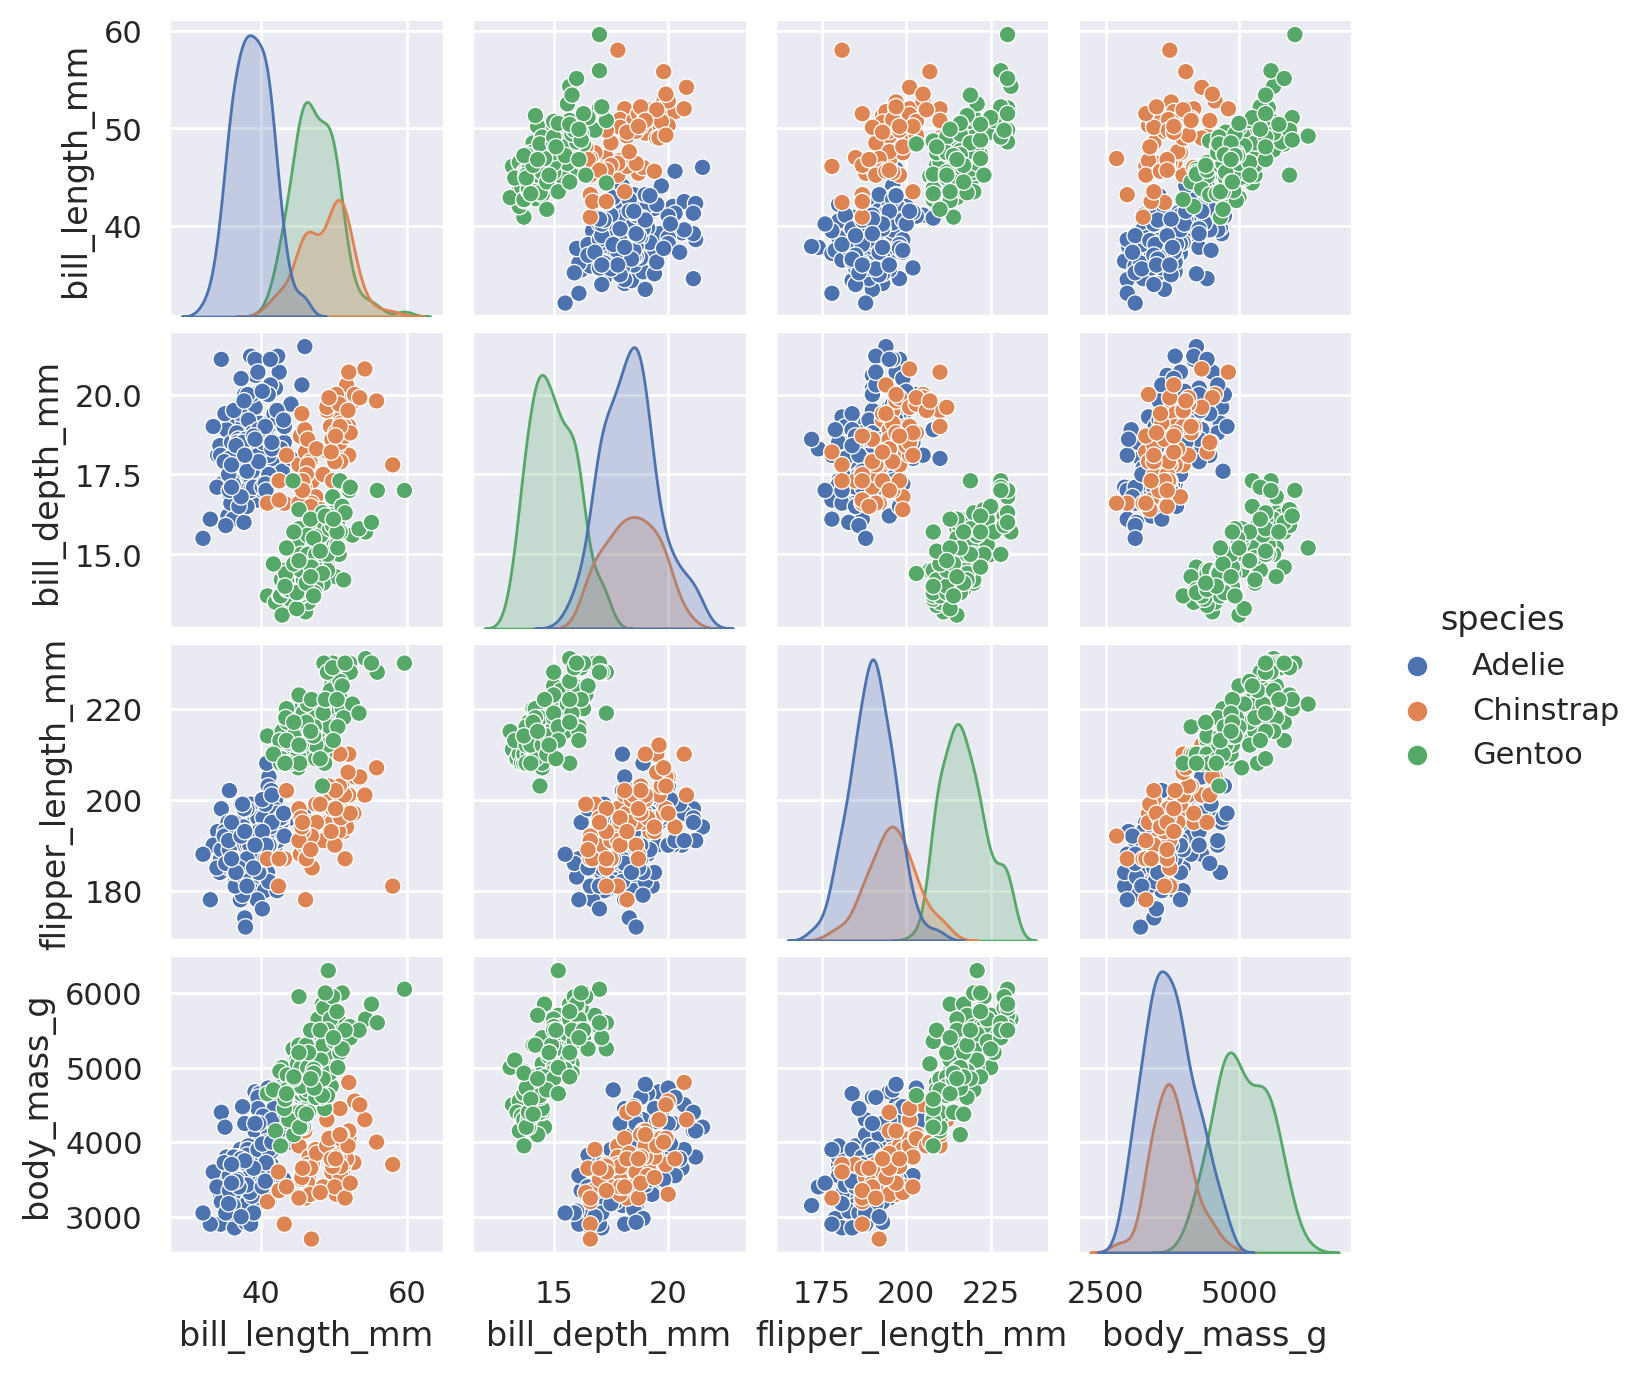 bill_length_mm
60
50
40
bill_depth_mm
20.0
17.5
15.0
flipper_length_mm
220
200
180
body_mass_g
6000
5000
4000
3000
40 60
15 20
175 200 225
2500 5000
bill_length_mm
bill_depth_mm
flipper_length_mm
body_mass_g
species
Adelie
Chinstrap
Gentoo